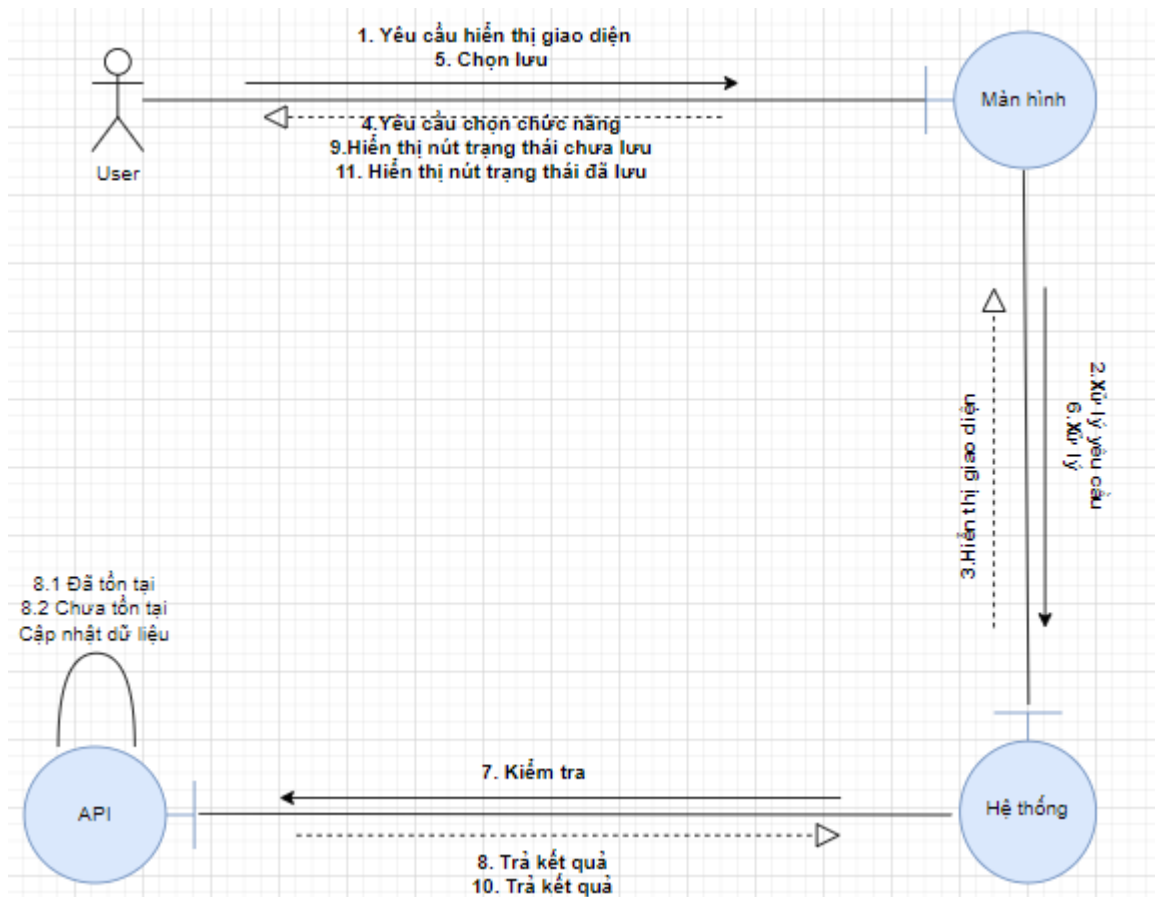 1. Yêu cầu hiển thị giao diện
5. Chọn lưu
4.Yêu cầu chọn chức năng
9.Hiển thị nút trạng thái chưa lưu
11. Hiển thị nút trạng thái đã lưu
User
Màn hình
3.Hiển thị giao diện
2.Xử lý yêu cầu
6.Xử lý
8.1 Đã tồn tại
8.2 Chưa tồn tại
Cập nhật dữ liệu
API
7. Kiểm tra
8. Trả kết quả
10. Trả kết quả
Hệ thống